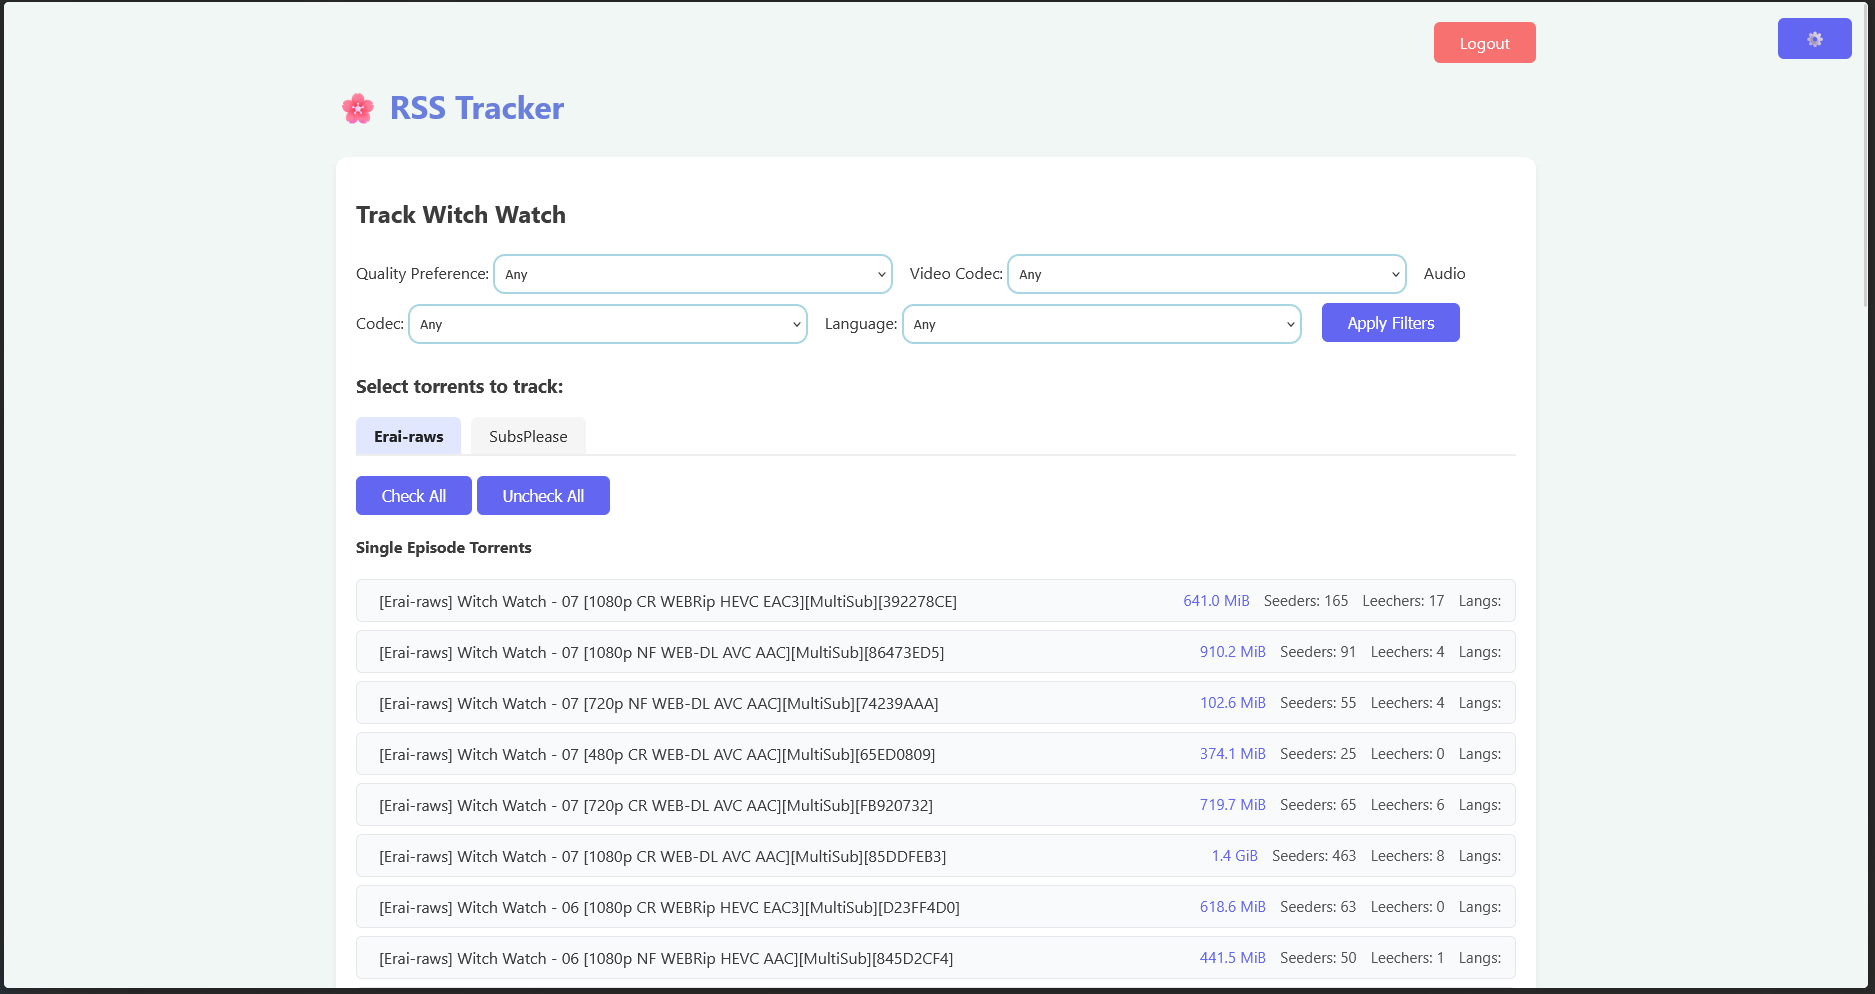 Logout
RSS Tracker
Track Witch Watch
Quality Preference: Any Video Codec: Any Audio
Codec: Any Language: Any Apply Filters
Select torrents to track:
Erai-raws SubsPlease
Check All Uncheck All
Single Episode Torrents
[Erai-raws] Witch Watch - 07 [1080p CR WEBRip HEVC EAC3][MultiSub][392278CE] 641.0 MiB Seeders: 165 Leechers: 17 Langs:
[Erai-raws] Witch Watch - 07 [1080p NF WEB-DL AVC AAC][MultiSub][86473ED5] 910.2 MiB Seeders: 91 Leechers: 4 Langs:
[Erai-raws] Witch Watch - 07 [720p NF WEB-DL AVC AAC][MultiSub][74239AAA] 102.6 MiB Seeders: 55 Leechers: 4 Langs:
[Erai-raws] Witch Watch - 07 [480p CR WEB-DL AVC AAC][MultiSub][65ED0809] 374.1 MiB Seeders: 25 Leechers: 0 Langs:
[Erai-raws] Witch Watch - 07 [720p CR WEB-DL AVC AAC][MultiSub][FB920732] 719.7 MiB Seeders: 65 Leechers: 6 Langs:
[Erai-raws] Witch Watch - 07 [1080p CR WEB-DL AVC AAC][MultiSub][85DDFEB3] 1.4 GiB Seeders: 463 Leechers: 8 Langs:
[Erai-raws] Witch Watch - 06 [1080p CR WEBRip HEVC EAC3][MultiSub][D23FF4D0] 618.6 MiB Seeders: 63 Leechers: 0 Langs:
[Erai-raws] Witch Watch - 06 [1080p NF WEBRip HEVC AAC][MultiSub][845D2CF4] 441.5 MiB Seeders: 50 Leechers: 1 Langs: